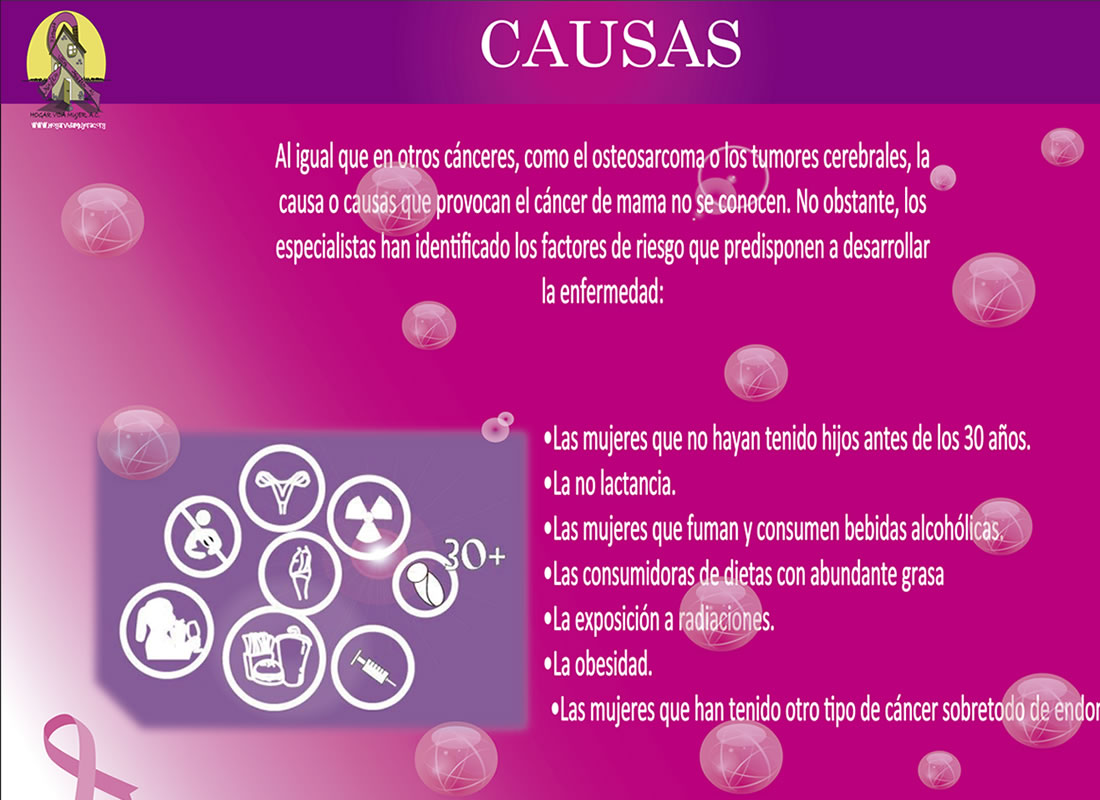 CAUSAS
HOGAR VIDA MUJER, A.C.
Al igual que en otros cánceres, como el osteosarcoma o los tumores cerebrales, la
causa o causas que provocan el cáncer de mama no se conocen. No obstante, los
especialistas han identificado los factores de riesgo que predisponen a desarrollar
la enfermedad:
•Las mujeres que no hayan tenido hijos antes de los 30 años.
•La no lactancia.
•Las mujeres que fuman y consumen bebidas alcohólicas.
•Las consumidoras de dietas con abundante grasa
•La exposición a radiaciones.
•La obesidad.
•Las mujeres que han tenido otro tipo de cáncer sobretodo de endor
30+